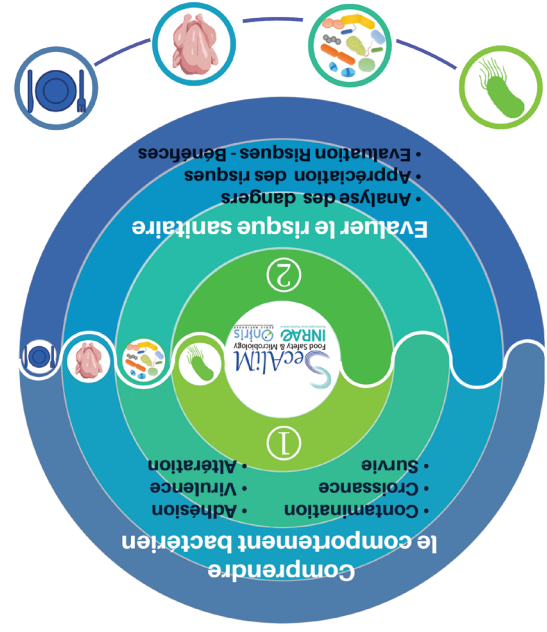 Comprendre
le comportement bactérien
• Contamination
• Croissance
• Survie
• Adhésion
• Virulence
• Altération
1
SecAliM
Food Safety & Microbiology
INRAE Oniris
2
Evaluer le risque sanitaire
• Analyse des dangers
• Appréciation des risques
• Evaluation Risques - Bénéfices